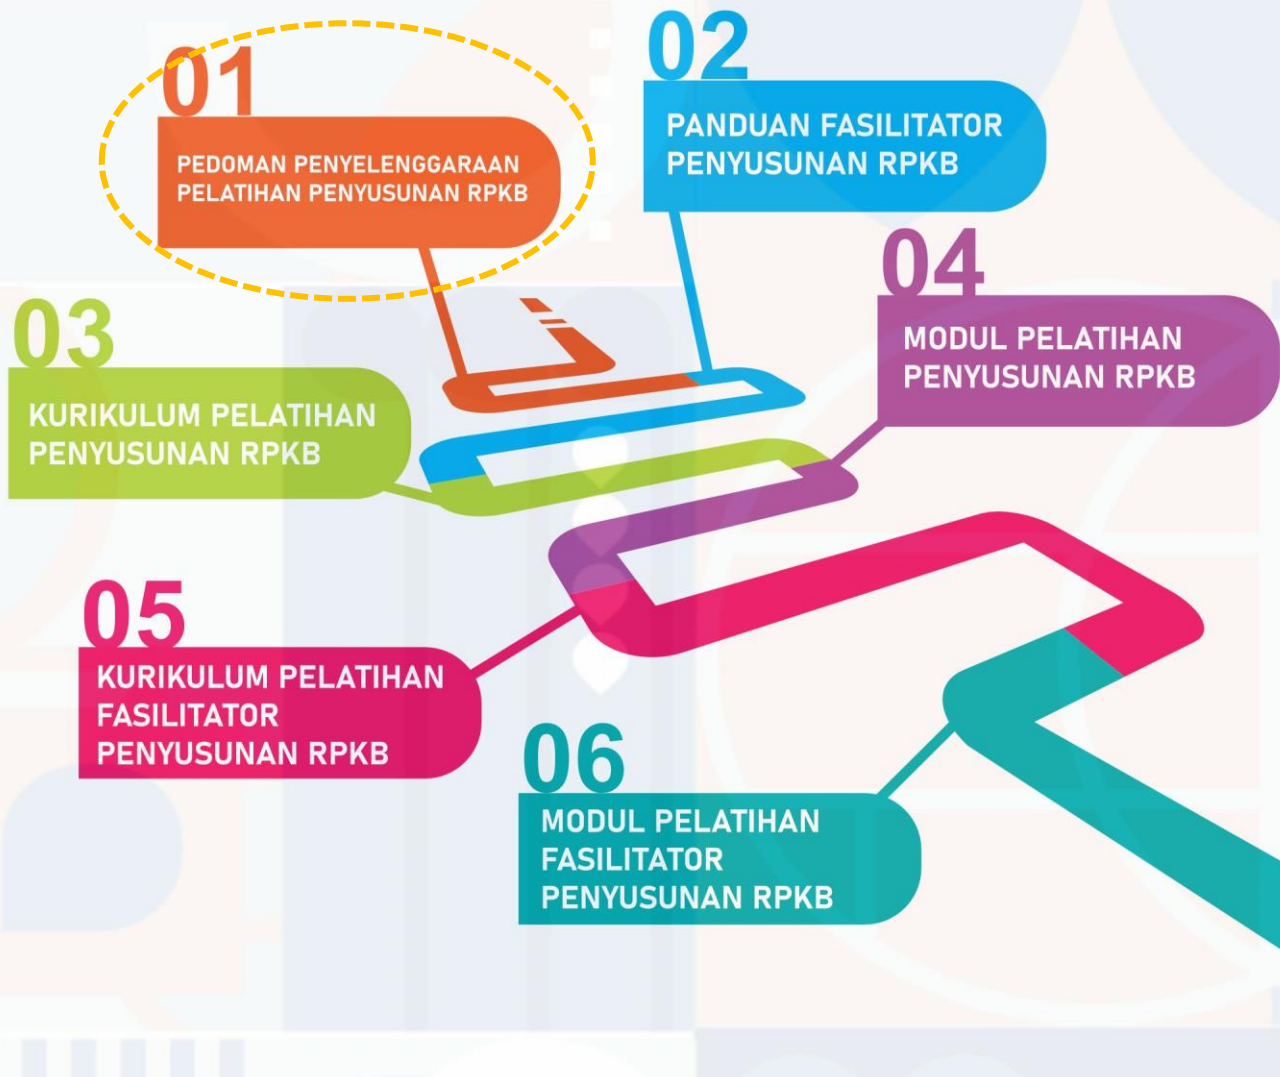 01
PEDOMAN PENYELENGGARAAN
PELATIHAN PENYUSUNAN RPKB
02
PANDUAN FASILITATOR
PENYUSUNAN RPKB
03
KURIKULUM PELATIHAN
PENYUSUNAN RPKB
04
MODUL PELATIHAN
PENYUSUNAN RPKB
05
KURIKULUM PELATIHAN
FASILITATOR
PENYUSUNAN RPKB
06
MODUL PELATIHAN
FASILITATOR
PENYUSUNAN RPKB